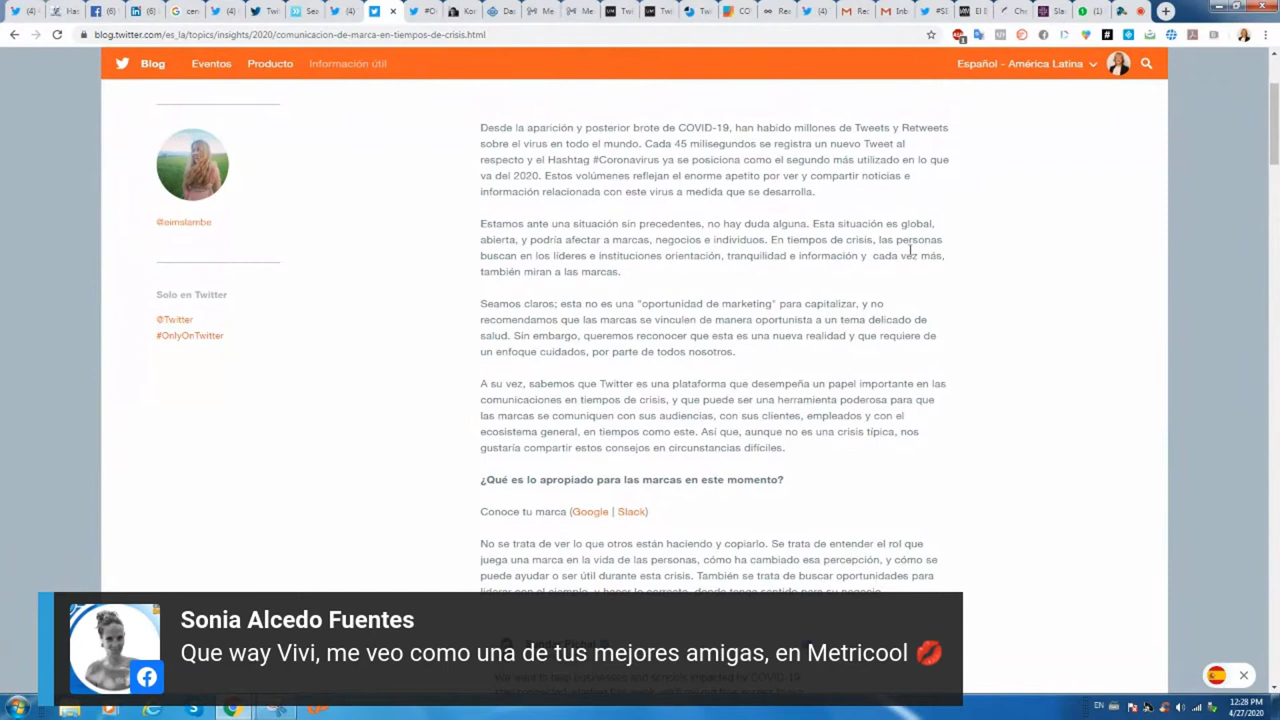 blog.twitter.com/es_la/topics/insights/2020/comunicacion-de-marca-en-tiempos-de-crisis.html
Blog Eventos Producto Información útil Español - América Latina
Desde la aparición y posterior brote de COVID-19, han habido millones de Tweets y Retweets
sobre el virus en todo el mundo. Cada 45 milisegundos se registra un nuevo Tweet al
respecto y el Hashtag #Coronavirus ya se posiciona como el segundo más utilizado en lo que
va del 2020. Estos volúmenes reflejan el enorme apetito por ver y compartir noticias e
información relacionada con este virus a medida que se desarrolla.
@eimslambe
Estamos ante una situación sin precedentes, no hay duda alguna. Esta situación es global,
abierta, y podría afectar a marcas, negocios e individuos. En tiempos de crisis, las personas
buscan en los líderes e instituciones orientación, tranquilidad e información y cada vez más,
también miran a las marcas.
Solo en Twitter
@Twitter
#OnlyOnTwitter
Seamos claros; esta no es una "oportunidad de marketing" para capitalizar, y no
recomendamos que las marcas se vinculen de manera oportunista a un tema delicado de
salud. Sin embargo, queremos reconocer que esta es una nueva realidad y que requiere de
un enfoque cuidados, por parte de todos nosotros.
A su vez, sabemos que Twitter es una plataforma que desempeña un papel importante en las
comunicaciones en tiempos de crisis, y que puede ser una herramienta poderosa para que
las marcas se comuniquen con sus audiencias, con sus clientes, empleados y con el
ecosistema general, en tiempos como este. Así que, aunque no es una crisis típica, nos
gustaría compartir estos consejos en circunstancias difíciles.
¿Qué es lo apropiado para las marcas en este momento?
Conoce tu marca (Google | Slack)
No se trata de ver lo que otros están haciendo y copiarlo. Se trata de entender el rol que
juega una marca en la vida de las personas, cómo ha cambiado esa percepción, y cómo se
puede ayudar o ser útil durante esta crisis. También se trata de buscar oportunidades para
Sonia Alcedo Fuentes
Que way Vivi, me veo como una de tus mejores amigas, en Metricool 💋
EN
12:28 PM
4/27/2020